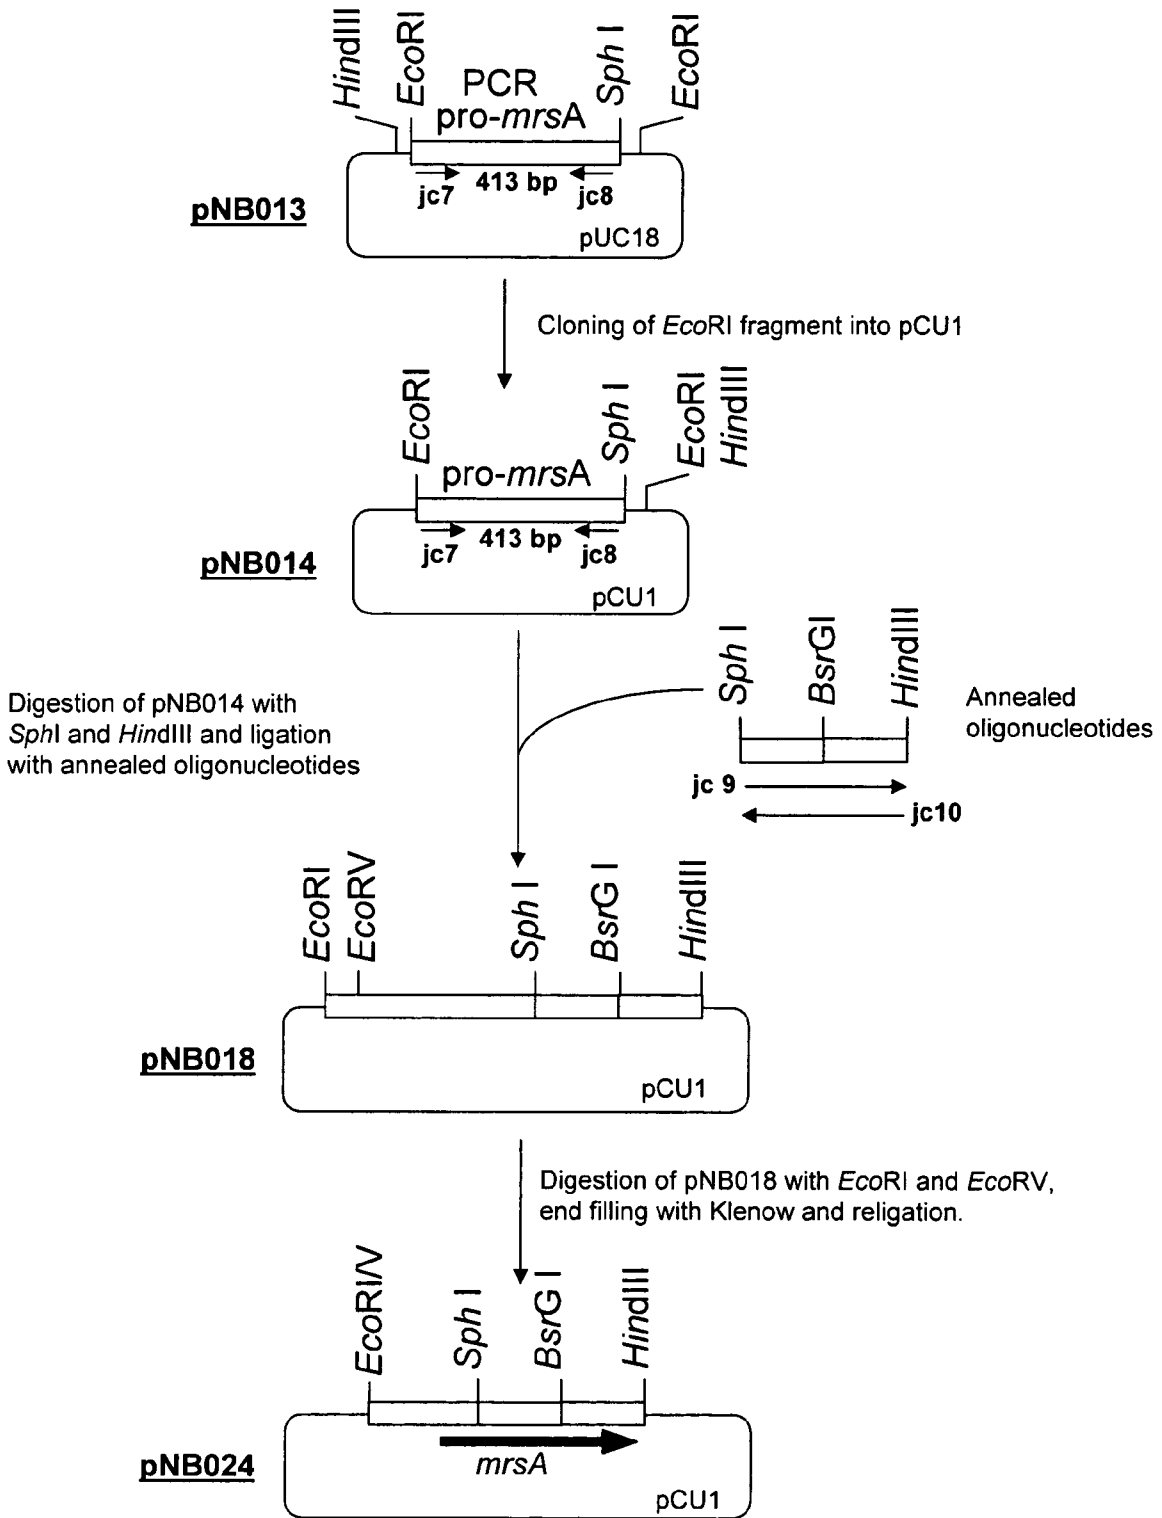 HindIII
EcoRI
PCR
pro-mrsA
Sph I
EcoRI
jc7
413 bp
jc8
pNB013
pUC18
Cloning of EcoRI fragment into pCU1
EcoRI
pro-mrsA
Sph I
EcoRI
HindIII
jc7
413 bp
jc8
pNB014
pCU1
Digestion of pNB014 with
SphI and HindIII and ligation
with annealed oligonucleotides
Sph I
BsrGI
HindIII
Annealed
oligonucleotides
jc 9
jc10
EcoRI
EcoRV
Sph I
BsrG I
HindIII
pNB018
pCU1
Digestion of pNB018 with EcoRI and EcoRV,
end filling with Klenow and religation.
EcoRI/V
Sph I
BsrG I
HindIII
mrsA
pNB024
pCU1